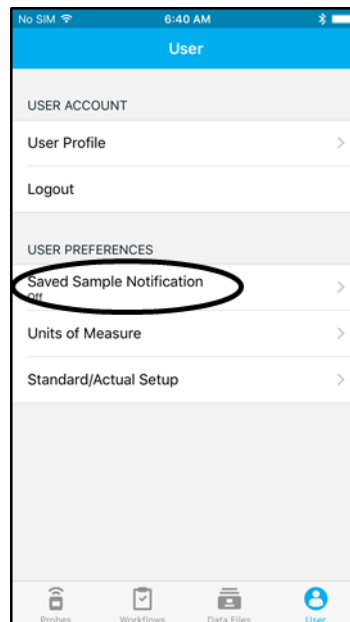 No SIM 6:40 AM
User
USER ACCOUNT
User Profile
Logout
USER PREFERENCES
Saved Sample Notification
Off
Units of Measure
Standard/Actual Setup
Probes Workflows Data Files User